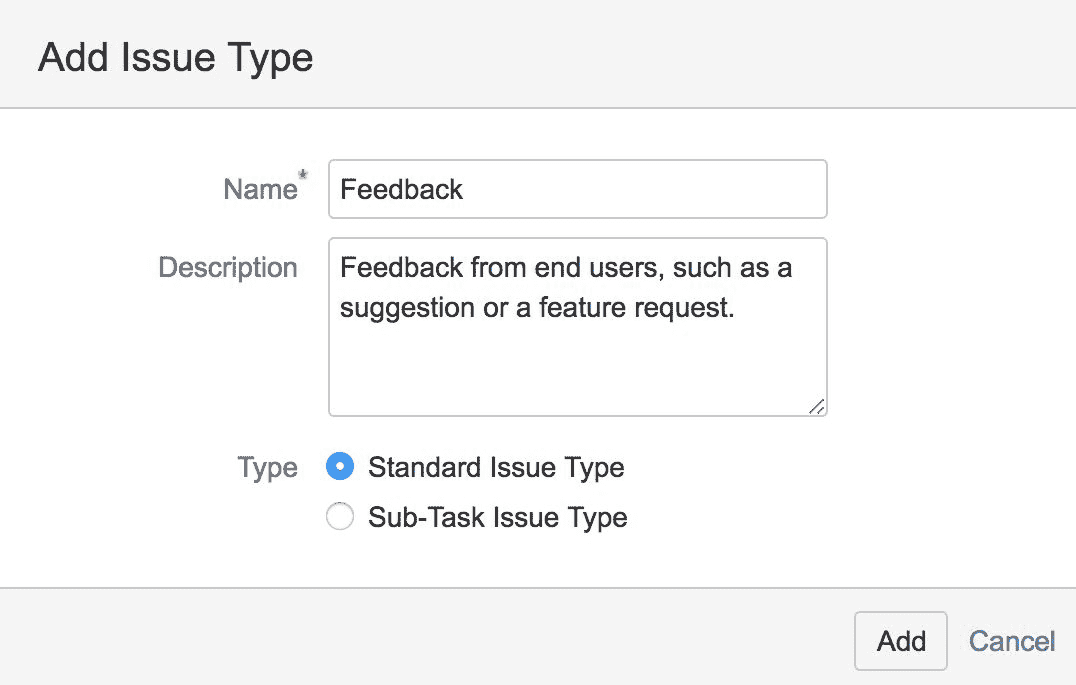 Add Issue Type
Name*
Feedback
Description
Feedback from end users, such as a
suggestion or a feature request.
Type
Standard Issue Type
Sub-Task Issue Type
Add
Cancel